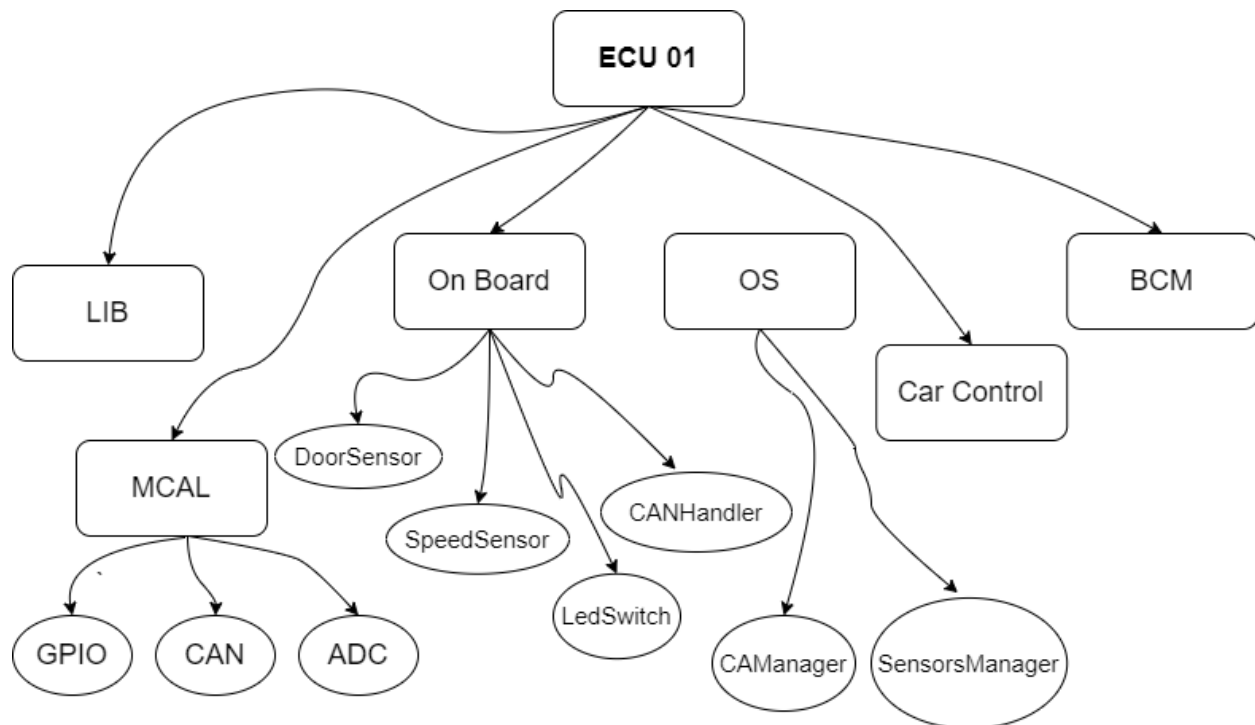 ECU 01
On Board
OS
BCM
LIB
Car Control
DoorSensor
MCAL
CANHandler
SpeedSensor
LedSwitch
GPIO
CAN
ADC
CAManager
SensorsManager